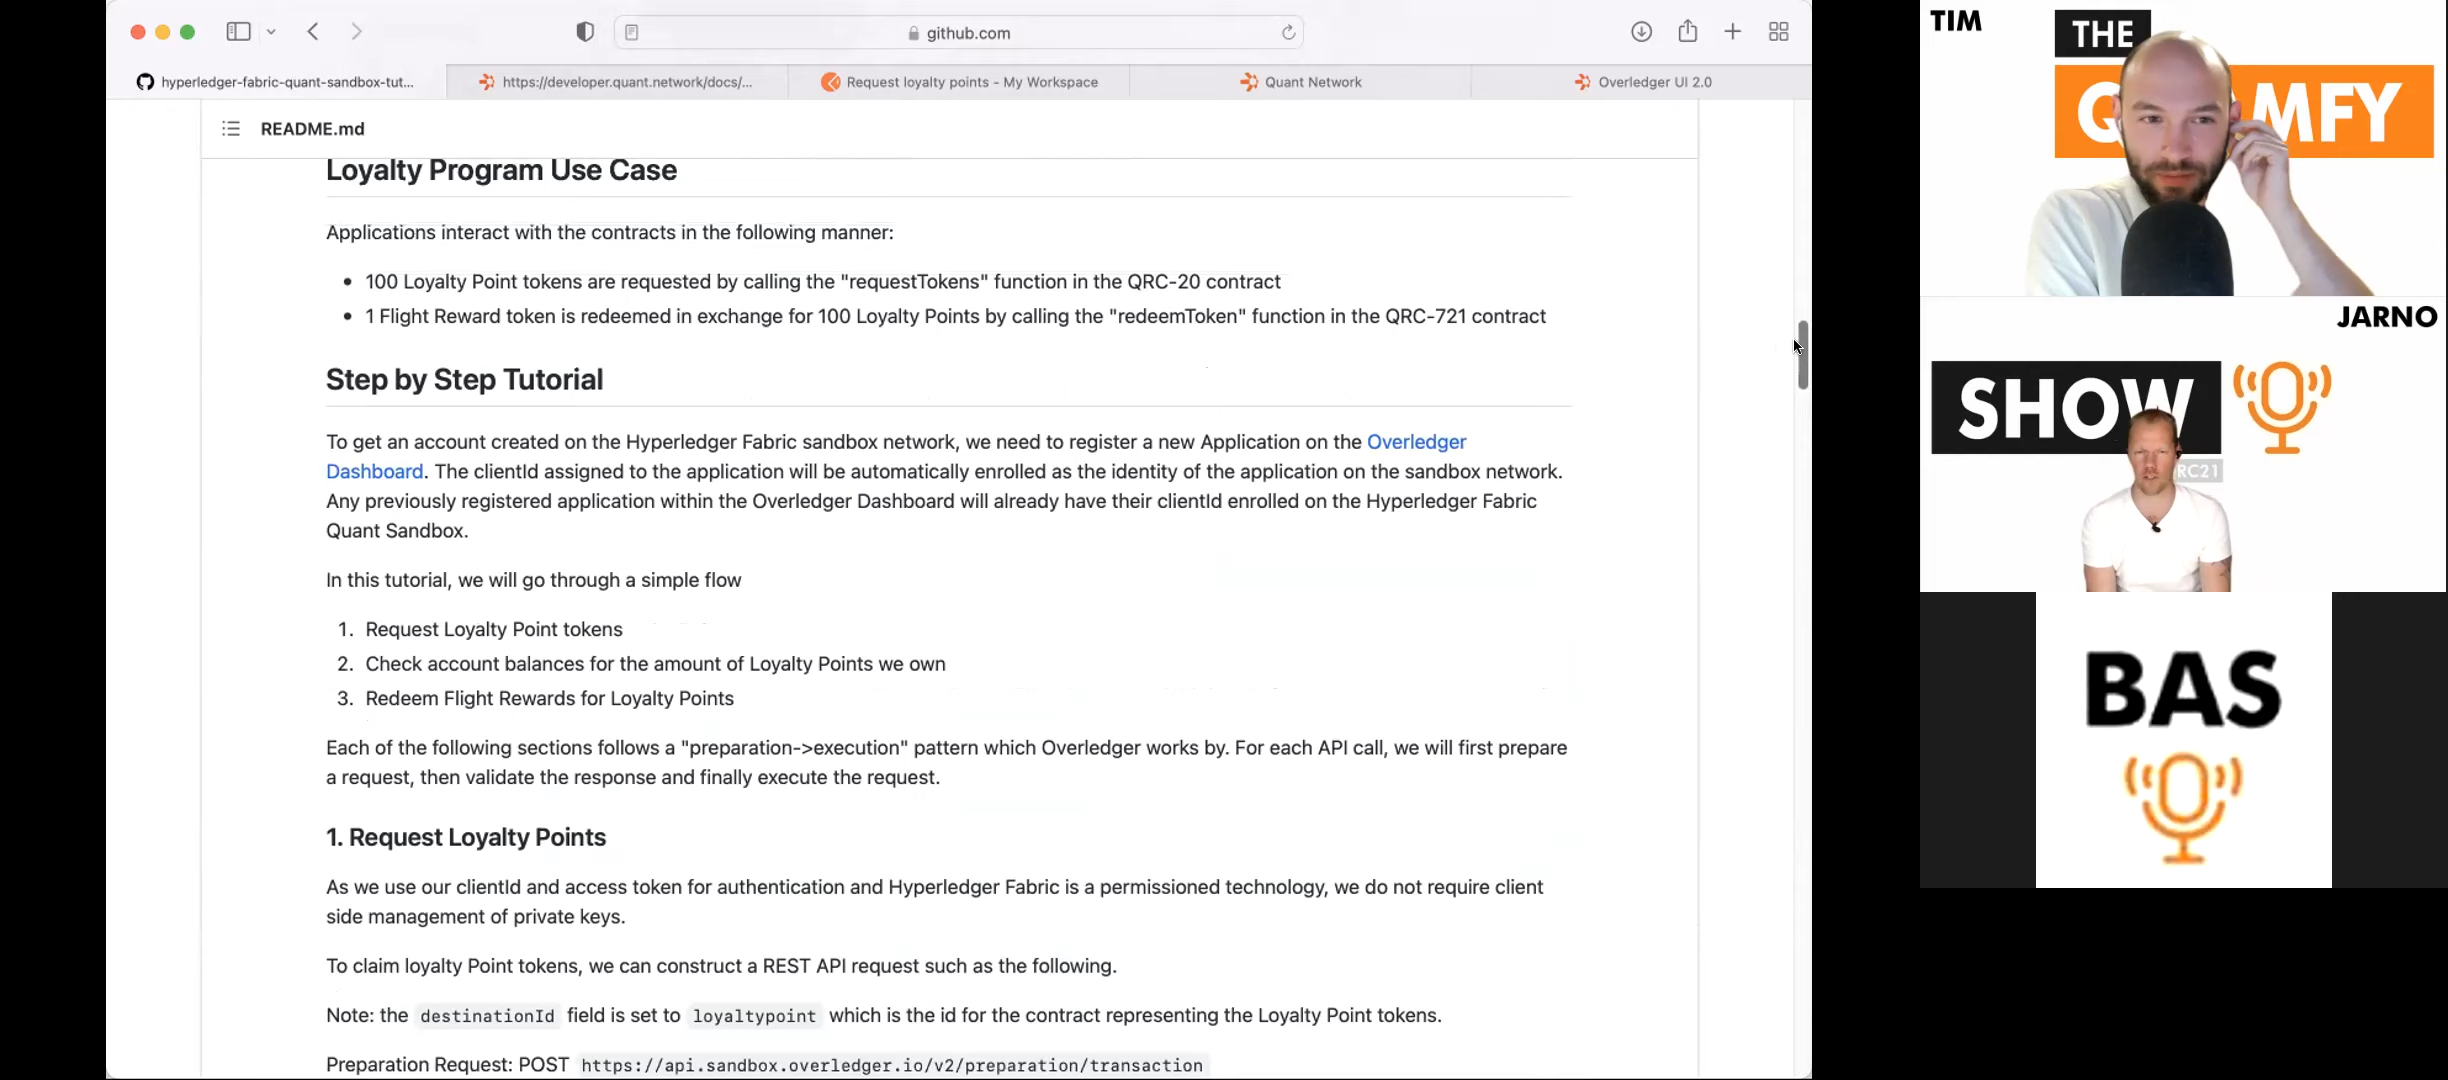 github.com
hyperledger-fabric-quant-sandbox-tut...
https://developer.quant.network/docs/...
Request loyalty points - My Workspace
Quant Network
Overledger UI 2.0
README.md
Loyalty Program Use Case
Applications interact with the contracts in the following manner:
• 100 Loyalty Point tokens are requested by calling the "requestTokens" function in the QRC-20 contract
• 1 Flight Reward token is redeemed in exchange for 100 Loyalty Points by calling the "redeemToken" function in the QRC-721 contract
Step by Step Tutorial
To get an account created on the Hyperledger Fabric sandbox network, we need to register a new Application on the Overledger
Dashboard. The clientId assigned to the application will be automatically enrolled as the identity of the application on the sandbox network.
Any previously registered application within the Overledger Dashboard will already have their clientId enrolled on the Hyperledger Fabric
Quant Sandbox.
In this tutorial, we will go through a simple flow
1. Request Loyalty Point tokens
2. Check account balances for the amount of Loyalty Points we own
3. Redeem Flight Rewards for Loyalty Points
Each of the following sections follows a "preparation->execution" pattern which Overledger works by. For each API call, we will first prepare
a request, then validate the response and finally execute the request.
1. Request Loyalty Points
As we use our clientId and access token for authentication and Hyperledger Fabric is a permissioned technology, we do not require client
side management of private keys.
To claim loyalty Point tokens, we can construct a REST API request such as the following.
Note: the destinationId field is set to loyaltypoint which is the id for the contract representing the Loyalty Point tokens.
Preparation Request: POST https://api.sandbox.overledger.io/v2/preparation/transaction
TIM
THE
JARNO
SHOW
RC21
BAS